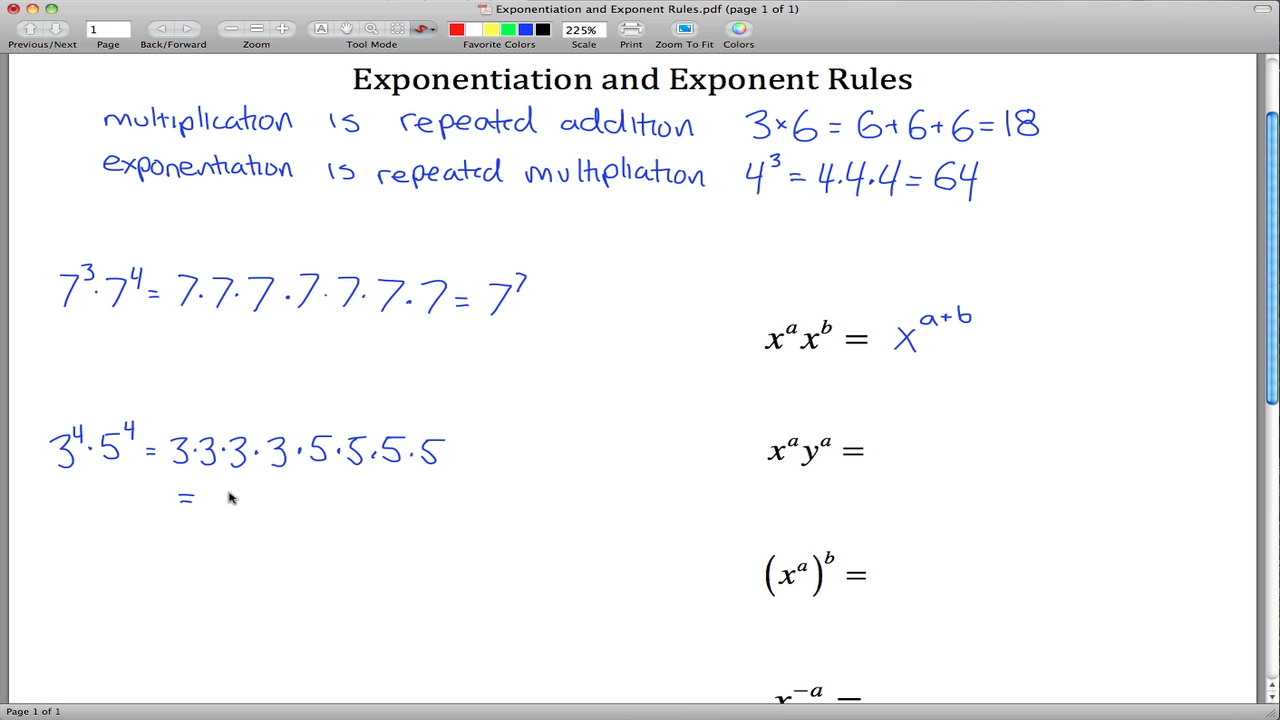 Exponentiation and Exponent Rules.pdf (page 1 of 1)
1 225%
Previous/Next Page Back/Forward Zoom Tool Mode Favorite Colors Scale Print Zoom To Fit Colors
Exponentiation and Exponent Rules
multiplication is repeated addition 3×6 = 6+6+6 = 18
exponentiation is repeated multipliation 4³ = 4·4·4 = 64
7³·7⁴ = 7·7·7·7·7·7·7 = 7⁷
xᵃxᵇ = x^(a+b)
3⁴·5⁴ = 3·3·3·3·5·5·5·5
xᵃyᵃ =
=
(xᵃ)ᵇ =
x⁻ᵃ =
Page 1 of 1